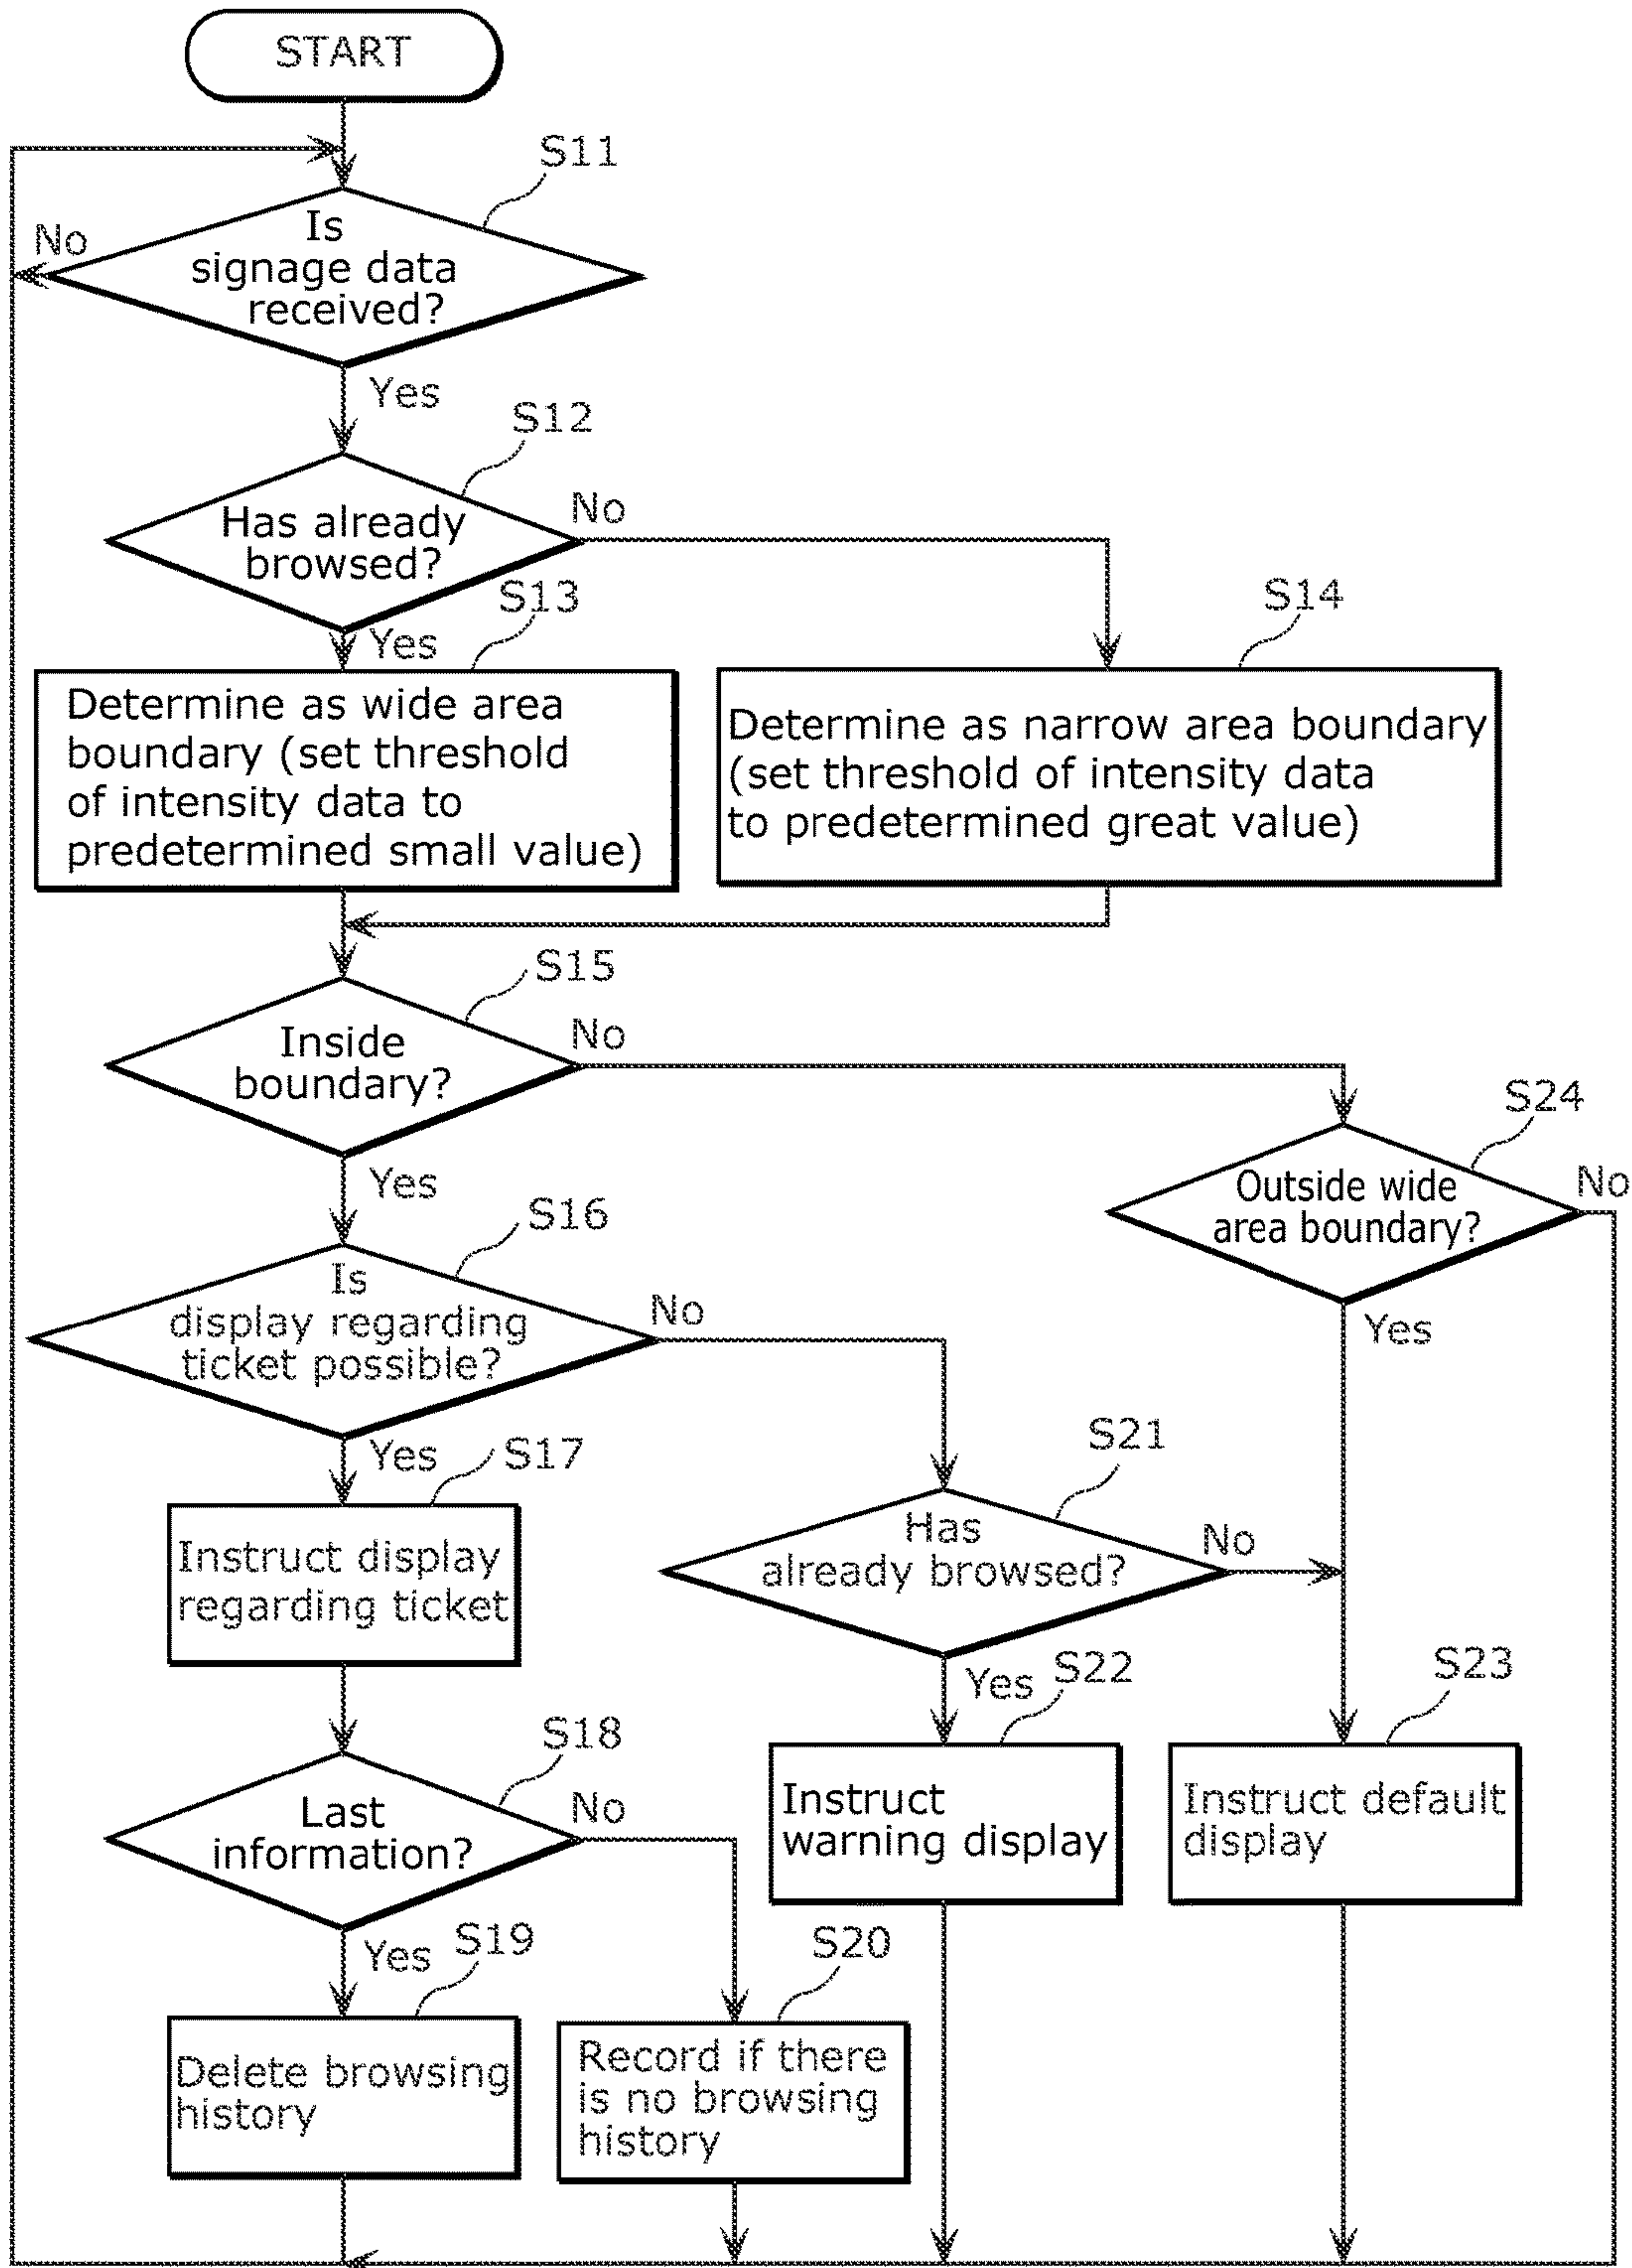 START
S11
No
Is
signage data
received?
Yes
S12
No
Has already
browsed?
S13
Yes
S14
Determine as wide area
boundary (set threshold
of intensity data to
predetermined small value)
Determine as narrow area boundary
(set threshold of intensity data
to predetermined great value)
S15
No
Inside
boundary?
S24
Yes
Outside wide
area boundary?
No
S16
Is
display regarding
ticket possible?
No
Yes
S21
Yes
S17
Has
already browsed?
No
Instruct display
regarding ticket
Yes
S22
S23
S18
Last
information?
No
Instruct
warning display
Instruct default
display
Yes
S19
S20
Delete browsing
history
Record if there
is no browsing
history